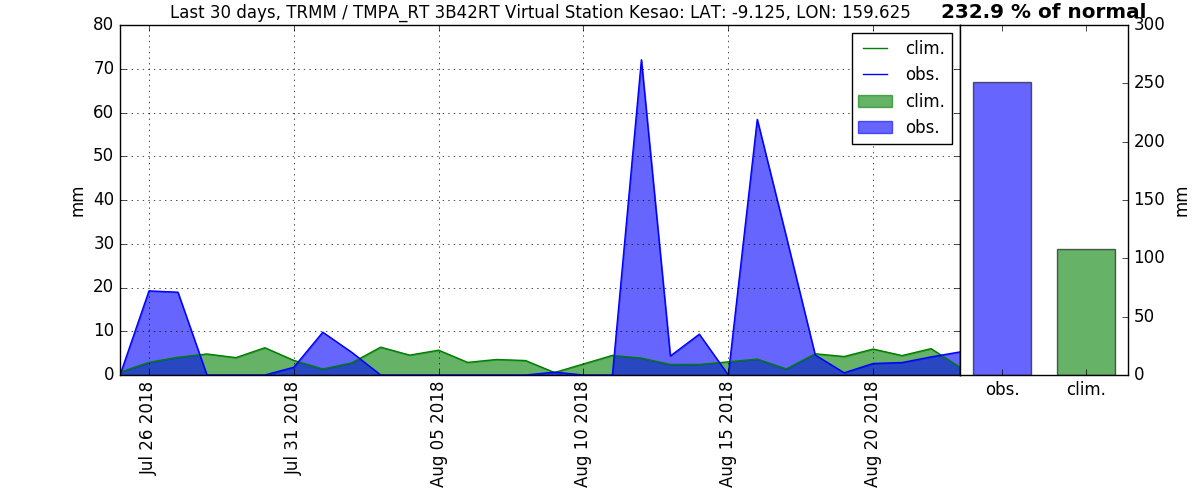 Last 30 days, TRMM / TMPA_RT 3B42RT Virtual Station Kesao: LAT: -9.125, LON: 159.625
232.9 % of normal
80
70
60
50
40
30
20
10
0
mm
clim.
obs.
clim.
obs.
300
250
200
150
100
50
0
mm
Jul 26 2018
Jul 31 2018
Aug 05 2018
Aug 10 2018
Aug 15 2018
Aug 20 2018
obs.
clim.